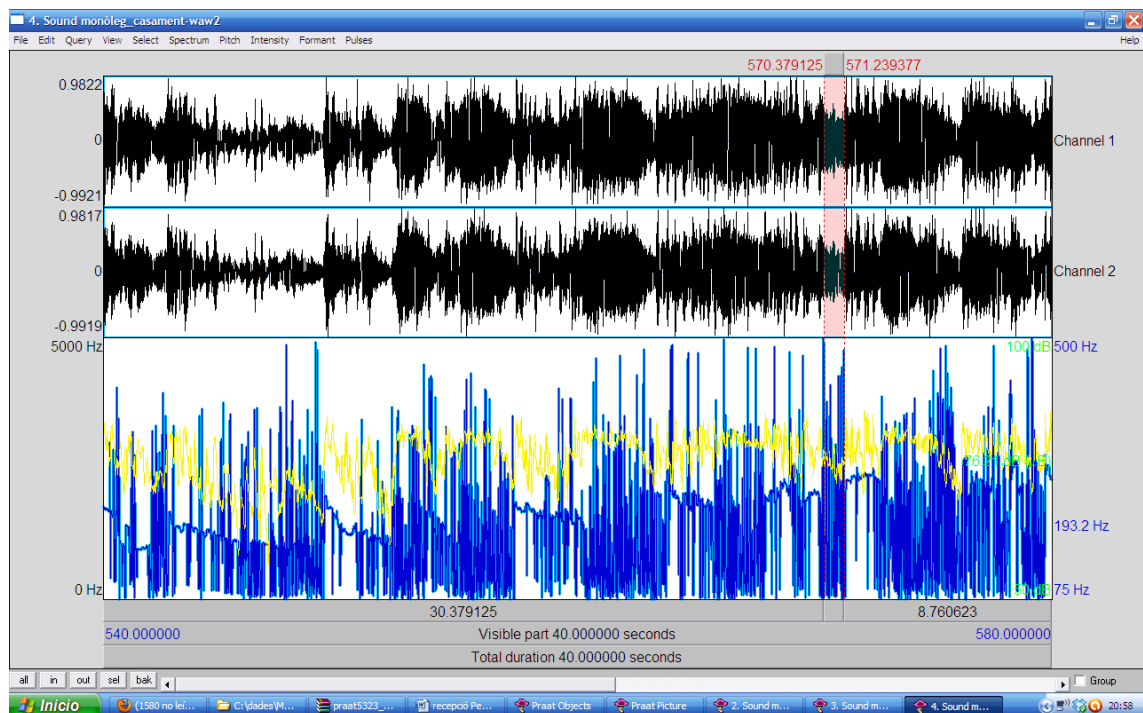 4. Sound monòleg_casament-waw2
File Edit Query View Select Spectrum Pitch Intensity Formant Pulses Help
570.379125 571.239377
0.9822
0 Channel 1
-0.9921
0.9817
0 Channel 2
-0.9919
5000 Hz 100 dB 500 Hz
193.2 Hz
0 Hz 50 dB 75 Hz
30.379125 8.760623
540.000000 Visible part 40.000000 seconds 580.000000
Total duration 40.000000 seconds
all in out sel bak Group
Inicio (1580 no leí... C:\dades\M... praat5323_... recepció Pe... Praat Objects Praat Picture 2. Sound m... 3. Sound m... 4. Sound m... 20:58